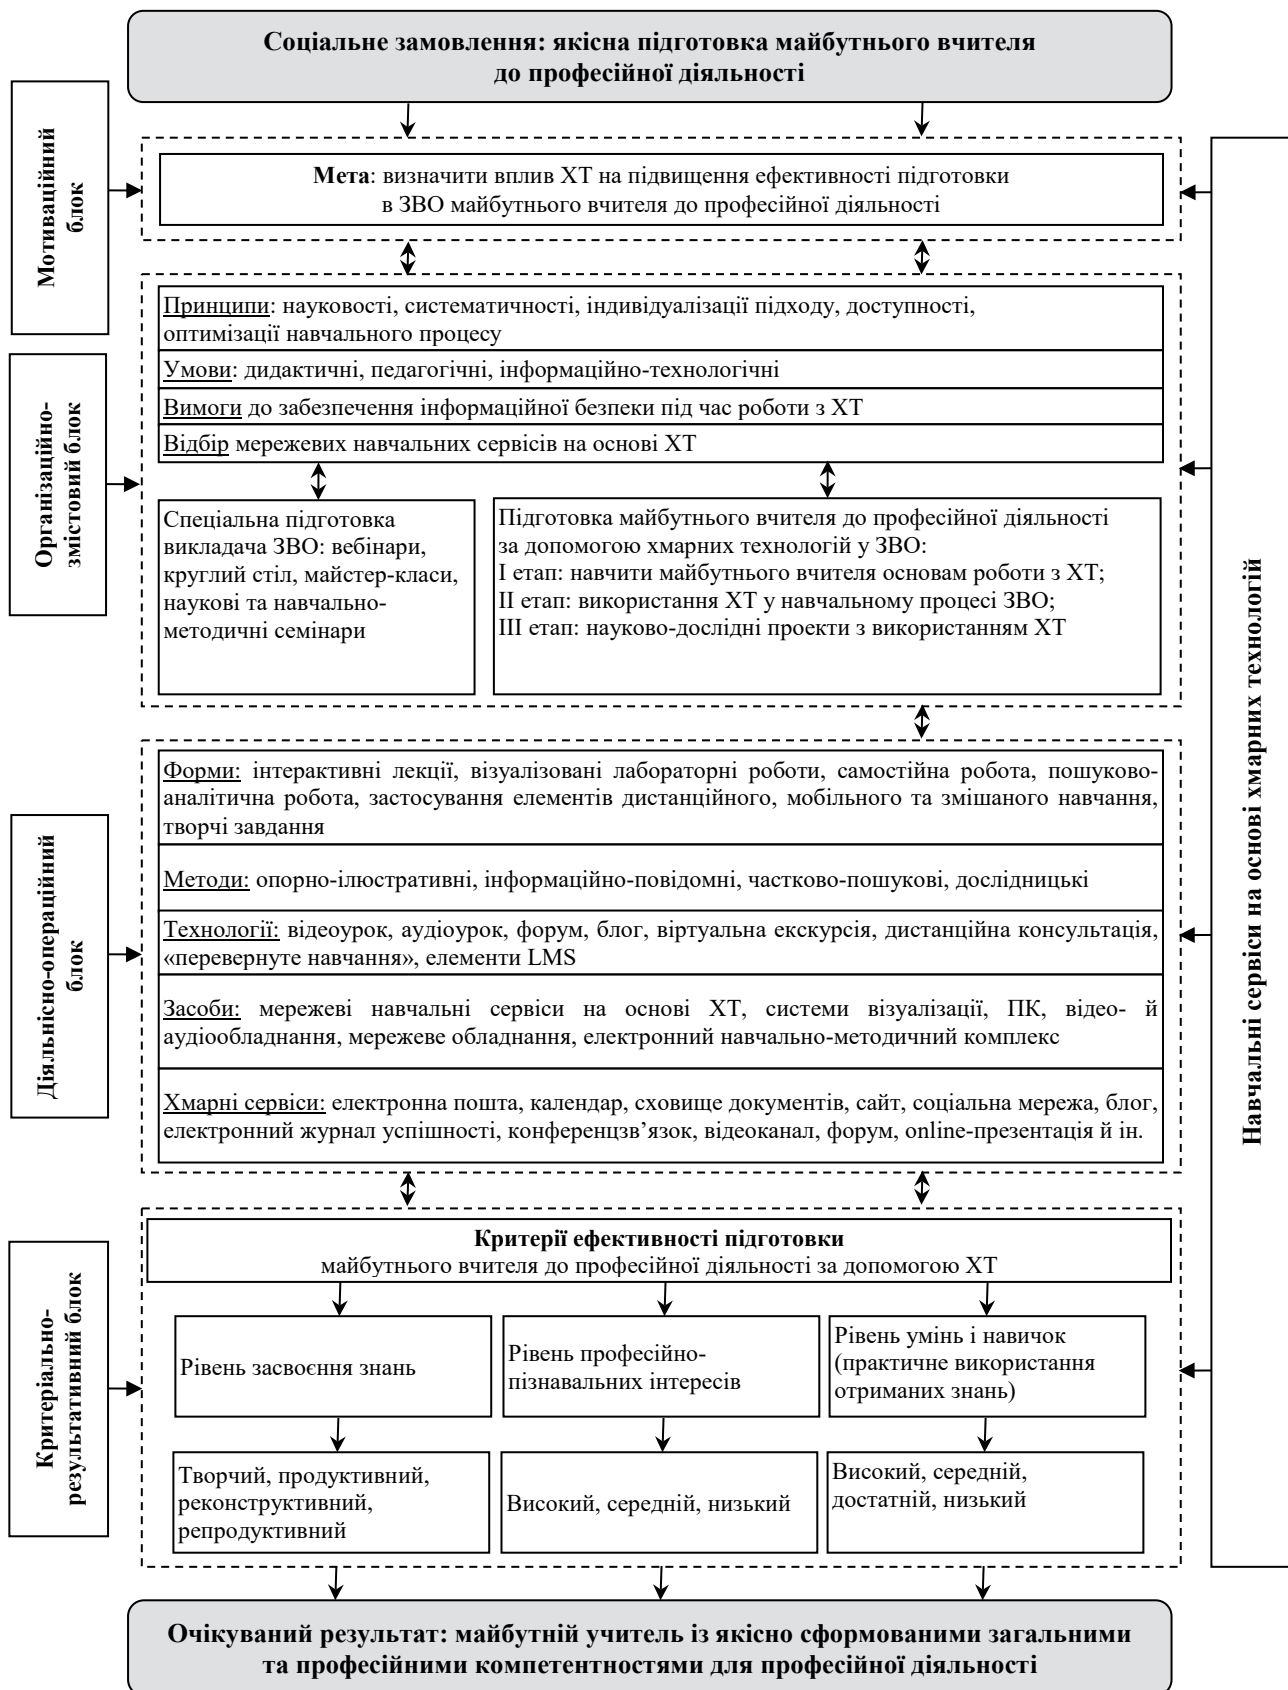 Соціальне замовлення: якісна підготовка майбутнього вчителя
до професійної діяльності
Мотиваційний
блок
Мета: визначити вплив ХТ на підвищення ефективності підготовки
в ЗВО майбутнього вчителя до професійної діяльності
Організаційно-
змістовий блок
Принципи: науковості, систематичності, індивідуалізації підходу, доступності,
оптимізації навчального процесу
Умови: дидактичні, педагогічні, інформаційно-технологічні
Вимоги до забезпечення інформаційної безпеки під час роботи з ХТ
Відбір мережевих навчальних сервісів на основі ХТ
Спеціальна підготовка
викладача ЗВО: вебінари,
круглий стіл, майстер-класи,
наукові та навчально-
методичні семінари
Підготовка майбутнього вчителя до професійної діяльності
за допомогою хмарних технологій у ЗВО:
I етап: навчити майбутнього вчителя основам роботи з ХТ;
II етап: використання ХТ у навчальному процесі ЗВО;
III етап: науково-дослідні проекти з використанням ХТ
Навчальні сервіси на основі хмарних технологій
Діяльнісно-операційний
блок
Форми: інтерактивні лекції, візуалізовані лабораторні роботи, самостійна робота, пошуково-
аналітична робота, застосування елементів дистанційного, мобільного та змішаного навчання,
творчі завдання
Методи: опорно-ілюстративні, інформаційно-повідомні, частково-пошукові, дослідницькі
Технології: відеоурок, аудіоурок, форум, блог, віртуальна екскурсія, дистанційна консультація,
«перевернуте навчання», елементи LMS
Засоби: мережеві навчальні сервіси на основі ХТ, системи візуалізації, ПК, відео- й
аудіообладнання, мережеве обладнання, електронний навчально-методичний комплекс
Хмарні сервіси: електронна пошта, календар, сховище документів, сайт, соціальна мережа, блог,
електронний журнал успішності, конференцзв’язок, відеоканал, форум, online-презентація й ін.
Критеріально-
результативний блок
Критерії ефективності підготовки
майбутнього вчителя до професійної діяльності за допомогою ХТ
Рівень засвоєння знань
Рівень професійно-
пізнавальних інтересів
Рівень умінь і навичок
(практичне використання
отриманих знань)
Творчий, продуктивний,
реконструктивний,
репродуктивний
Високий, середній, низький
Високий, середній,
достатній, низький
Очікуваний результат: майбутній учитель із якісно сформованими загальними
та професійними компетентностями для професійної діяльності